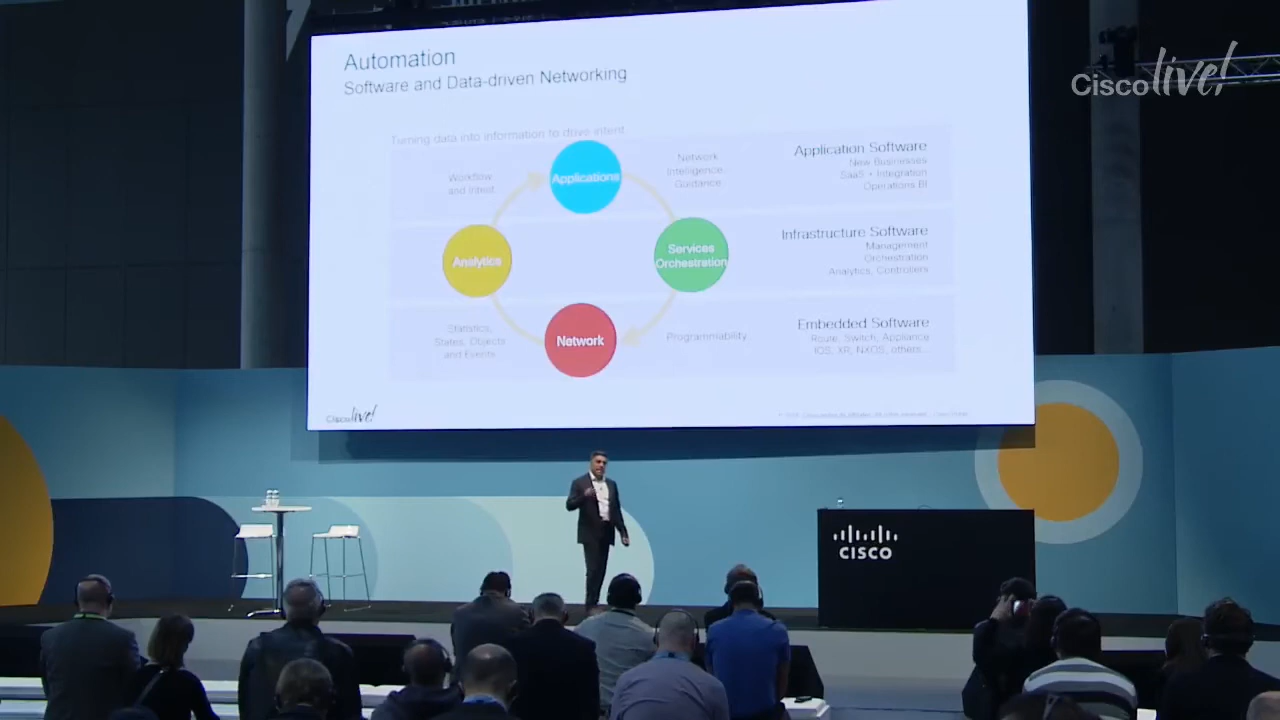 Cisco live!
Automation
Software and Data-driven Networking
Turning data into information to drive intent
Workflow
and Intent
Applications
Network
Intelligence
Guidance
Application Software
New Businesses
SaaS + Integration
Operations BI
Analytics
Services
Orchestration
Infrastructure Software
Management
Orchestration
Analytics, Controllers
Statistics,
States, Objects
and Events
Network
Programmability
Embedded Software
Route, Switch, Appliance
IOS, XR, NXOS, others...
Cisco live!
CISCO